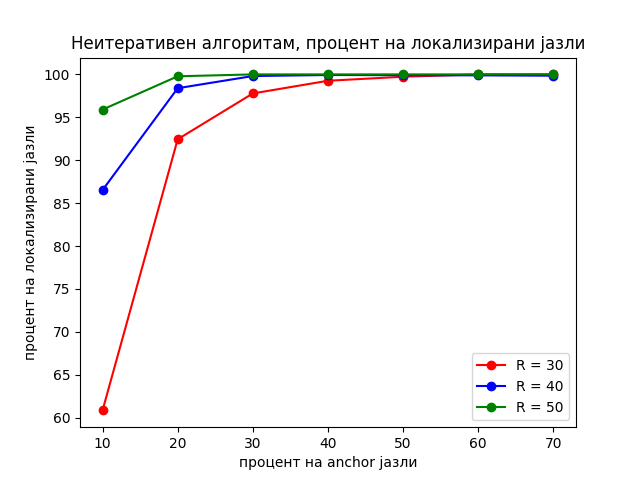 Неитеративен алгоритам, процент на локализирани јазли
процент на локализирани јазли
100
95
90
85
80
75
70
65
60
10 20 30 40 50 60 70
процент на anchor јазли
R = 30
R = 40
R = 50